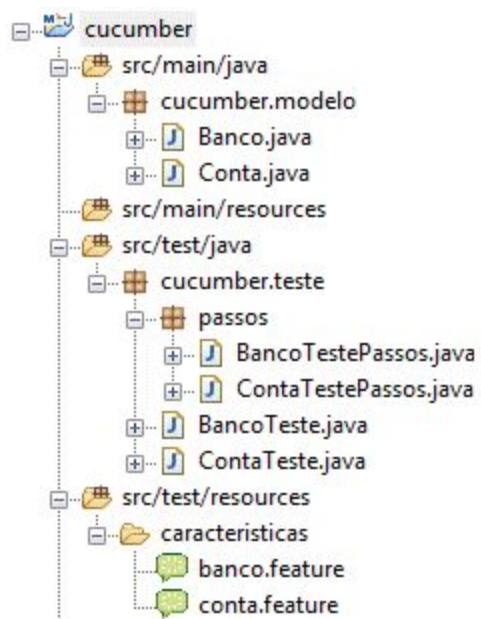 cucumber
src/main/java
cucumber.modelo
Banco.java
Conta.java
src/main/resources
src/test/java
cucumber.teste
passos
BancoTestePassos.java
ContaTestePassos.java
BancoTeste.java
ContaTeste.java
src/test/resources
caracteristicas
banco.feature
conta.feature